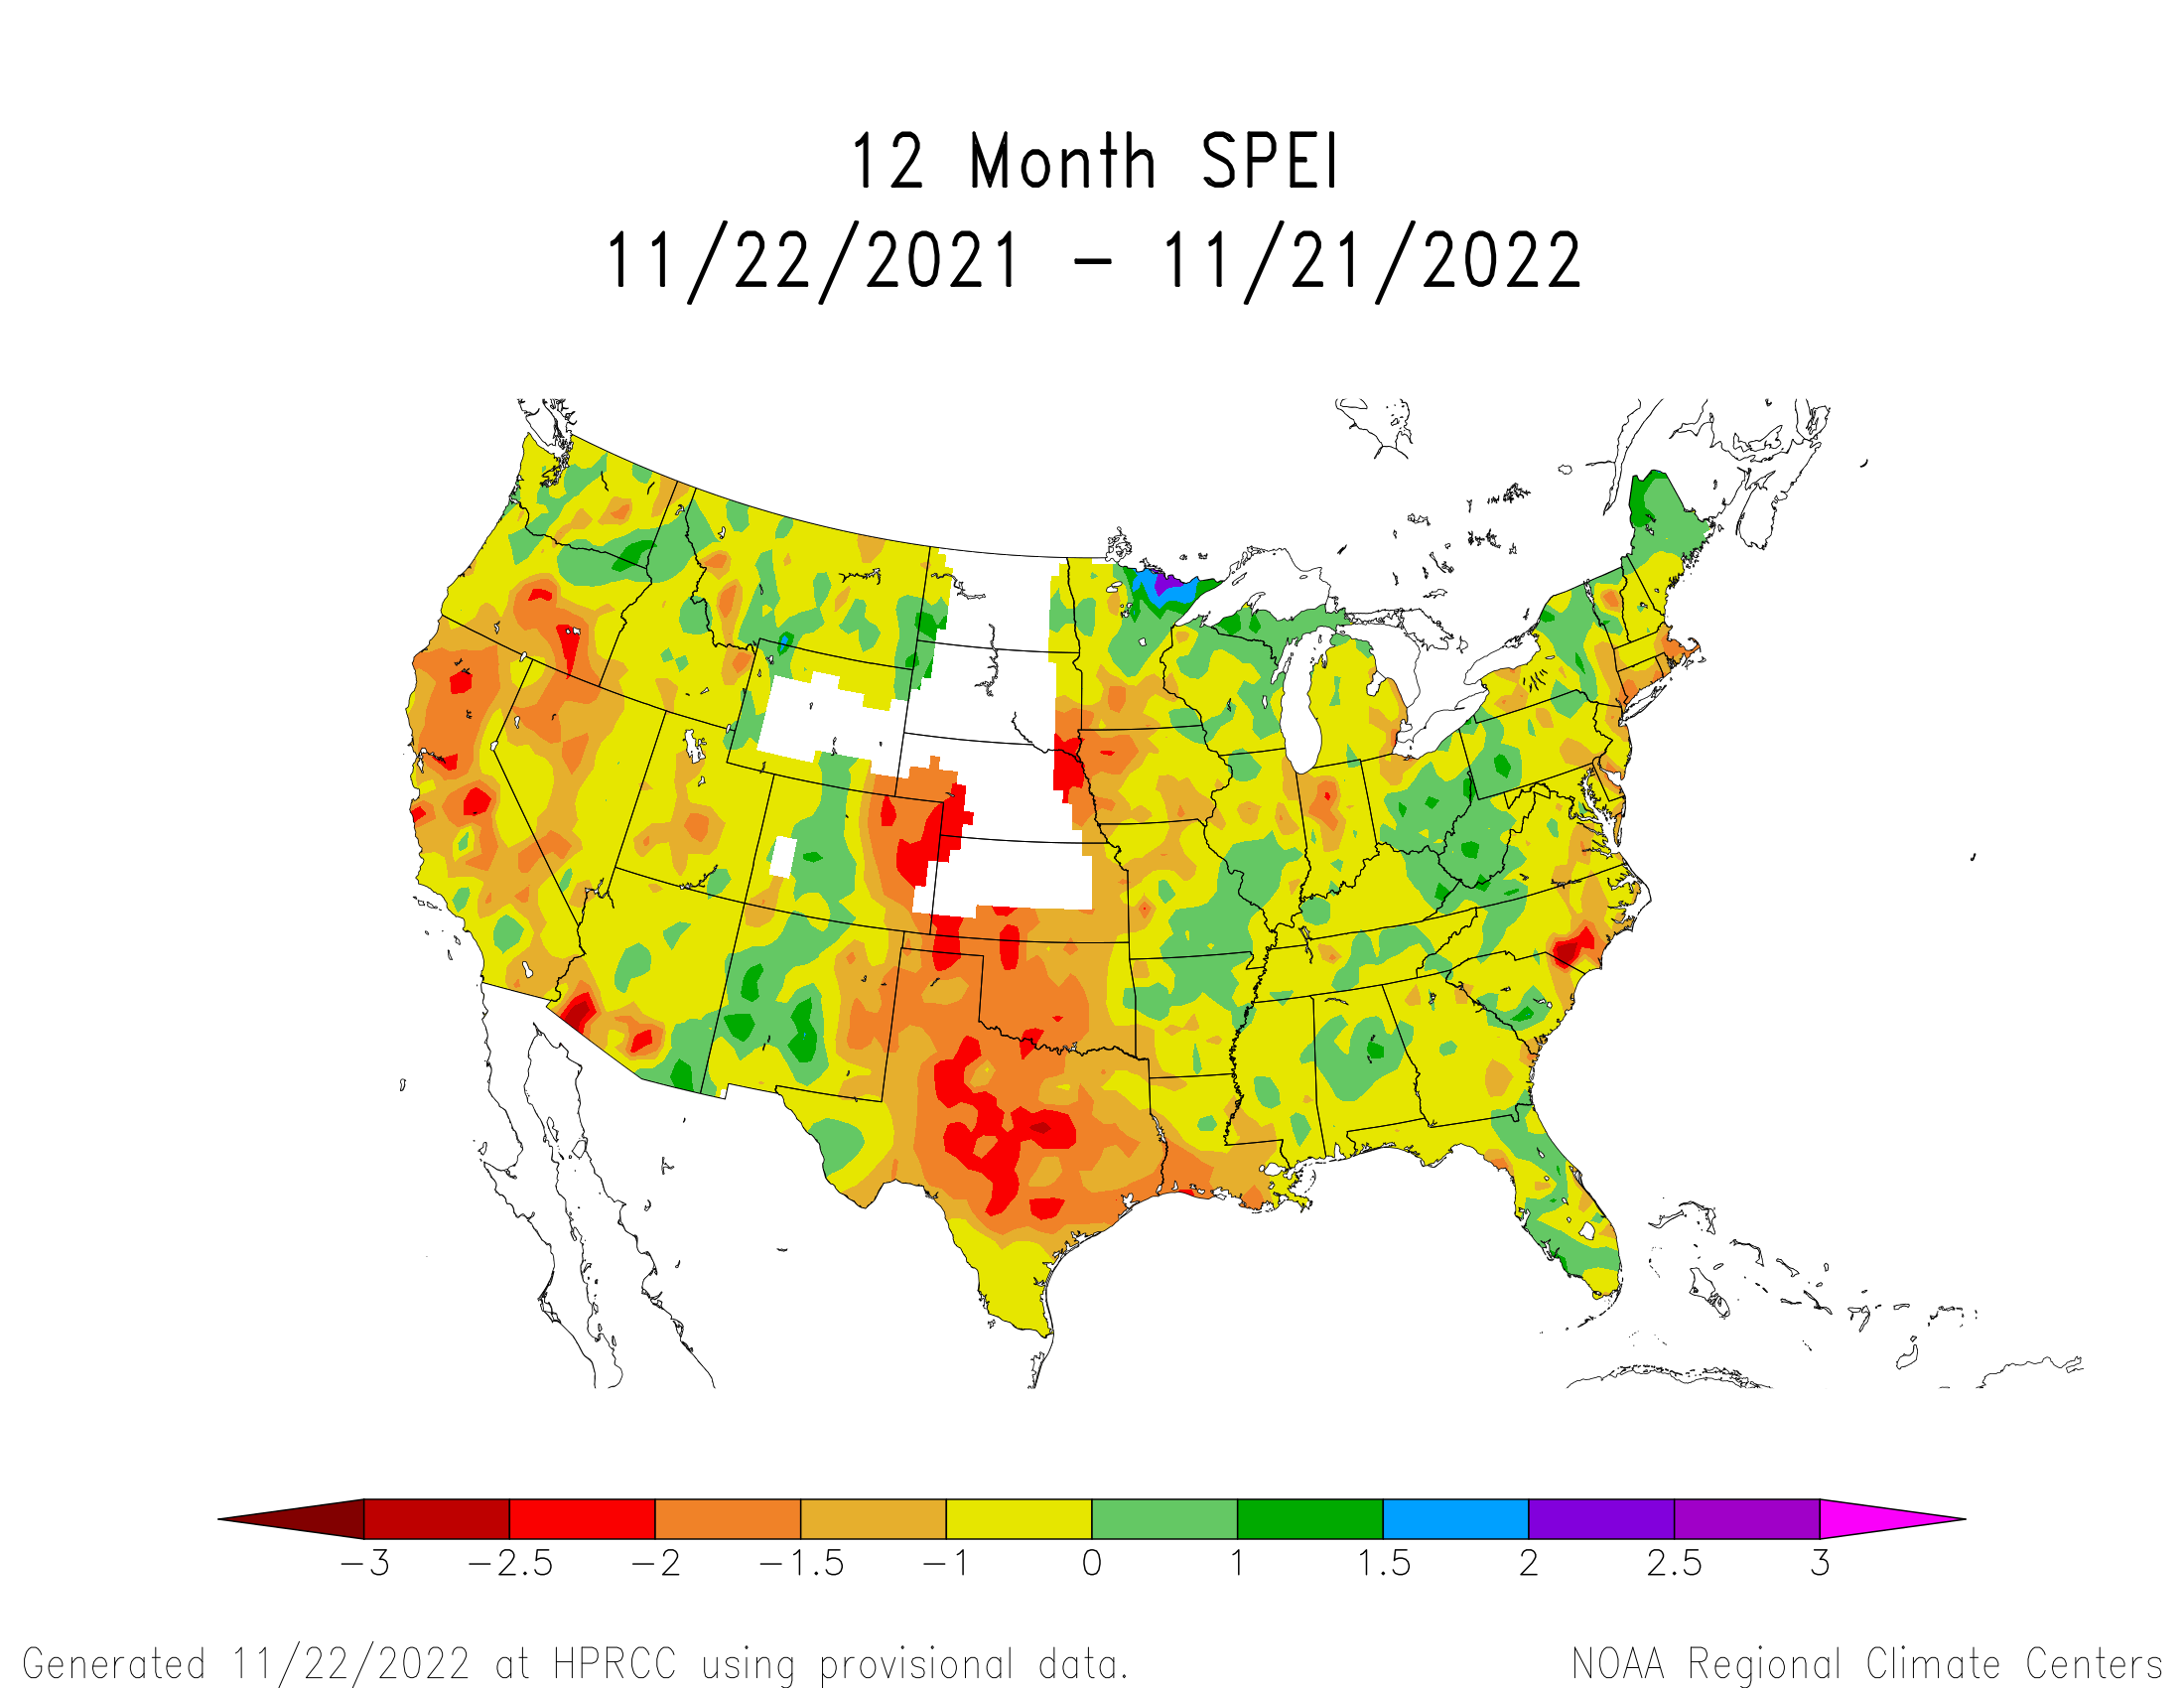 12 Month SPEI
11/22/2021 – 11/21/2022
−3 −2.5 −2 −1.5 −1 0 1 1.5 2 2.5 3
Generated 11/22/2022 at HPRCC using provisional data.
NOAA Regional Climate Centers